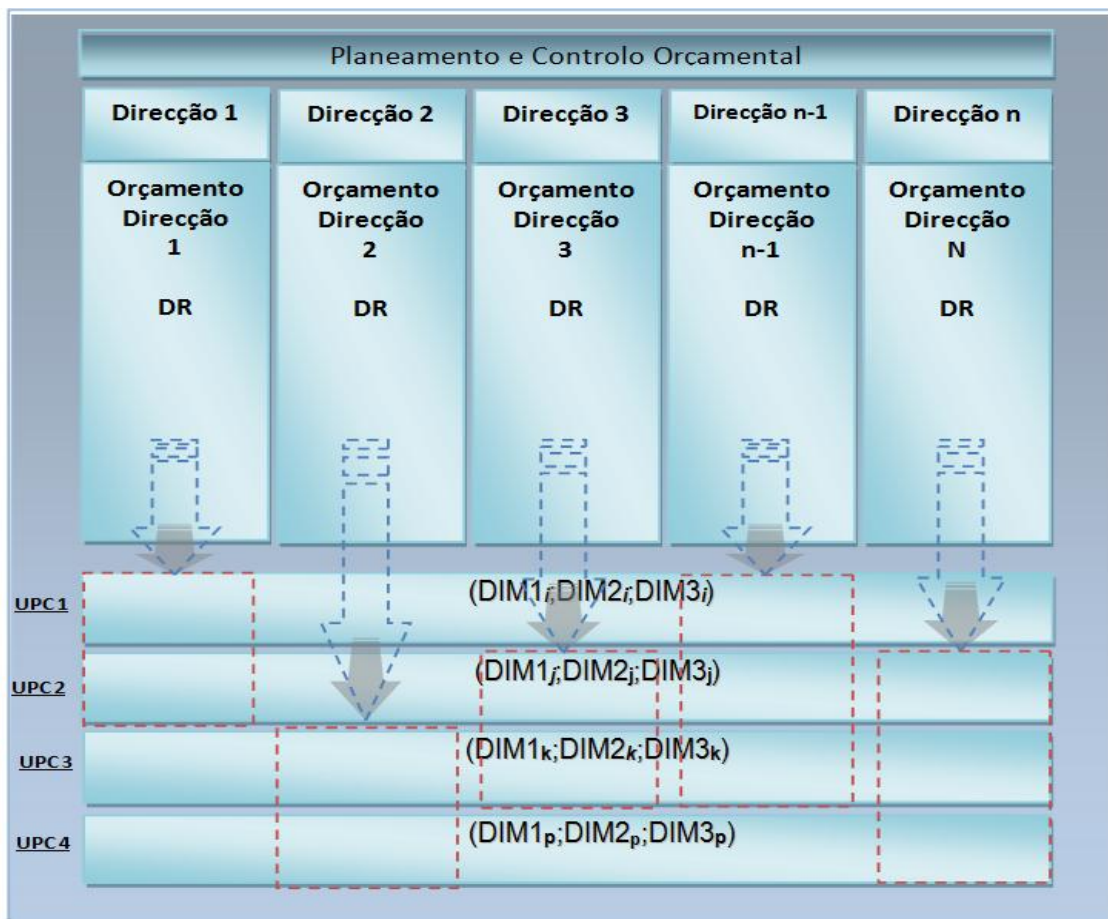 Planeamento e Controlo Orçamental
Direcção 1
Direcção 2
Direcção 3
Direcção n-1
Direcção n
Orçamento
Direcção
1
DR
Orçamento
Direcção
2
DR
Orçamento
Direcção
3
DR
Orçamento
Direcção
n-1
DR
Orçamento
Direcção
N
DR
UPC1
(DIM1i;DIM2i;DIM3i)
UPC2
(DIM1j;DIM2j;DIM3j)
UPC3
(DIM1k;DIM2k;DIM3k)
UPC4
(DIM1p;DIM2p;DIM3p)